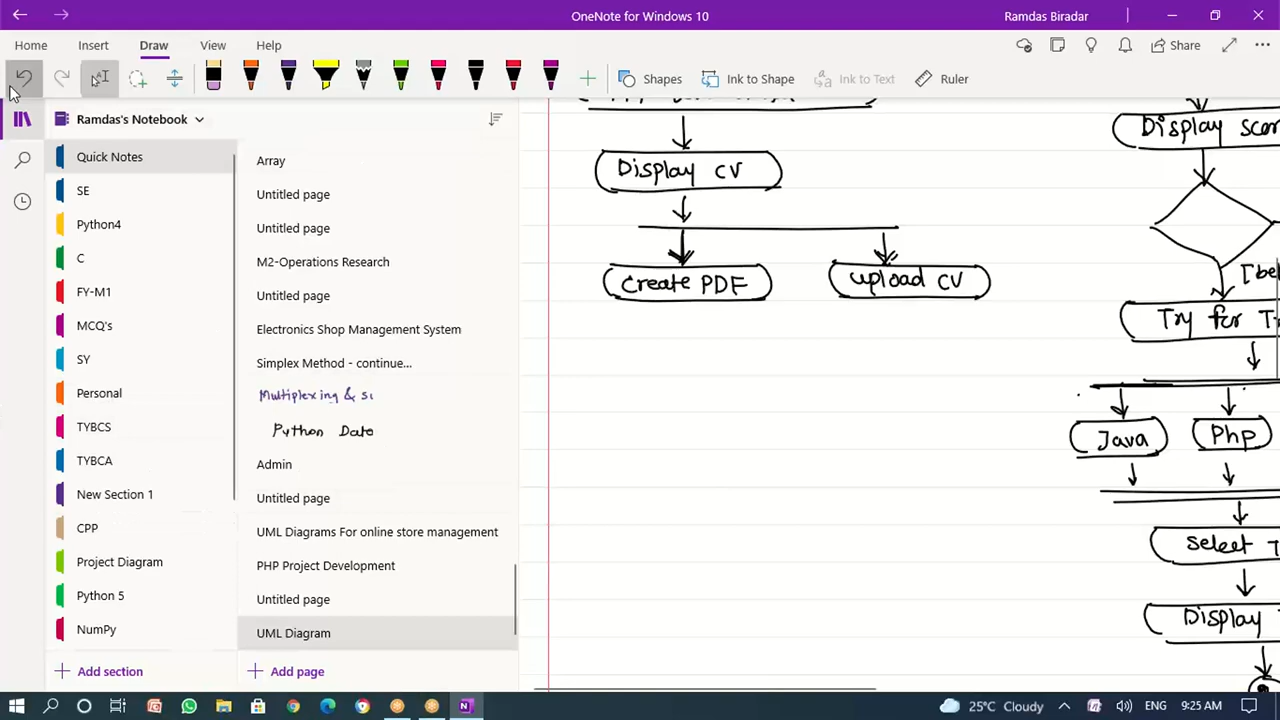 OneNote for Windows 10
Ramdas Biradar
Home
Insert
Draw
View
Help
Share
Shapes
Ink to Shape
Ink to Text
Ruler
Ramdas's Notebook
Quick Notes
SE
Python4
C
FY-M1
MCQ's
SY
Personal
TYBCS
TYBCA
New Section 1
CPP
Project Diagram
Python 5
NumPy
Add section
Array
Untitled page
Untitled page
M2-Operations Research
Untitled page
Electronics Shop Management System
Simplex Method - continue...
Multiplexing & si
Python Data
Admin
Untitled page
UML Diagrams For online store management
PHP Project Development
Untitled page
UML Diagram
Add page
Display CV
Create PDF
upload CV
Display scor
[bel
Try for T
Java
Php
Select T
Display
25°C Cloudy
ENG
9:25 AM